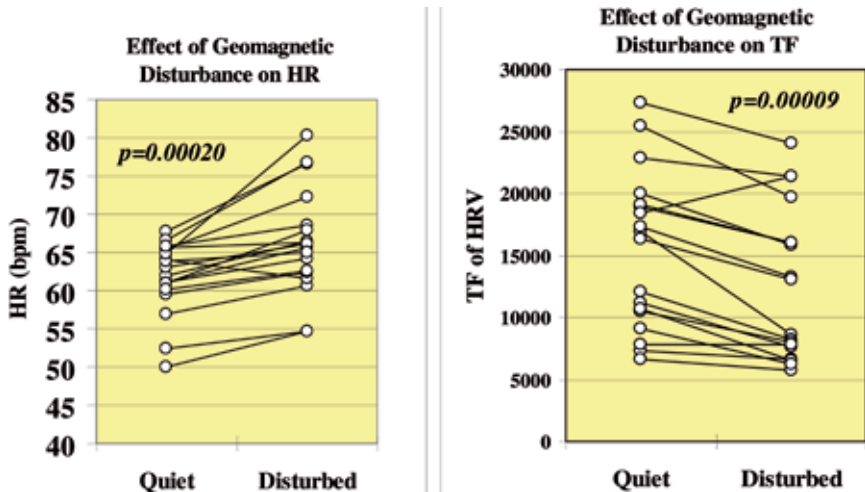 Effect of Geomagnetic
Disturbance on HR
p=0.00020
HR (bpm)
85
80
75
70
65
60
55
50
45
40
Quiet
Disturbed
Effect of Geomagnetic
Disturbance on TF
p=0.00009
TF of HRV
30000
25000
20000
15000
10000
5000
0
Quiet
Disturbed